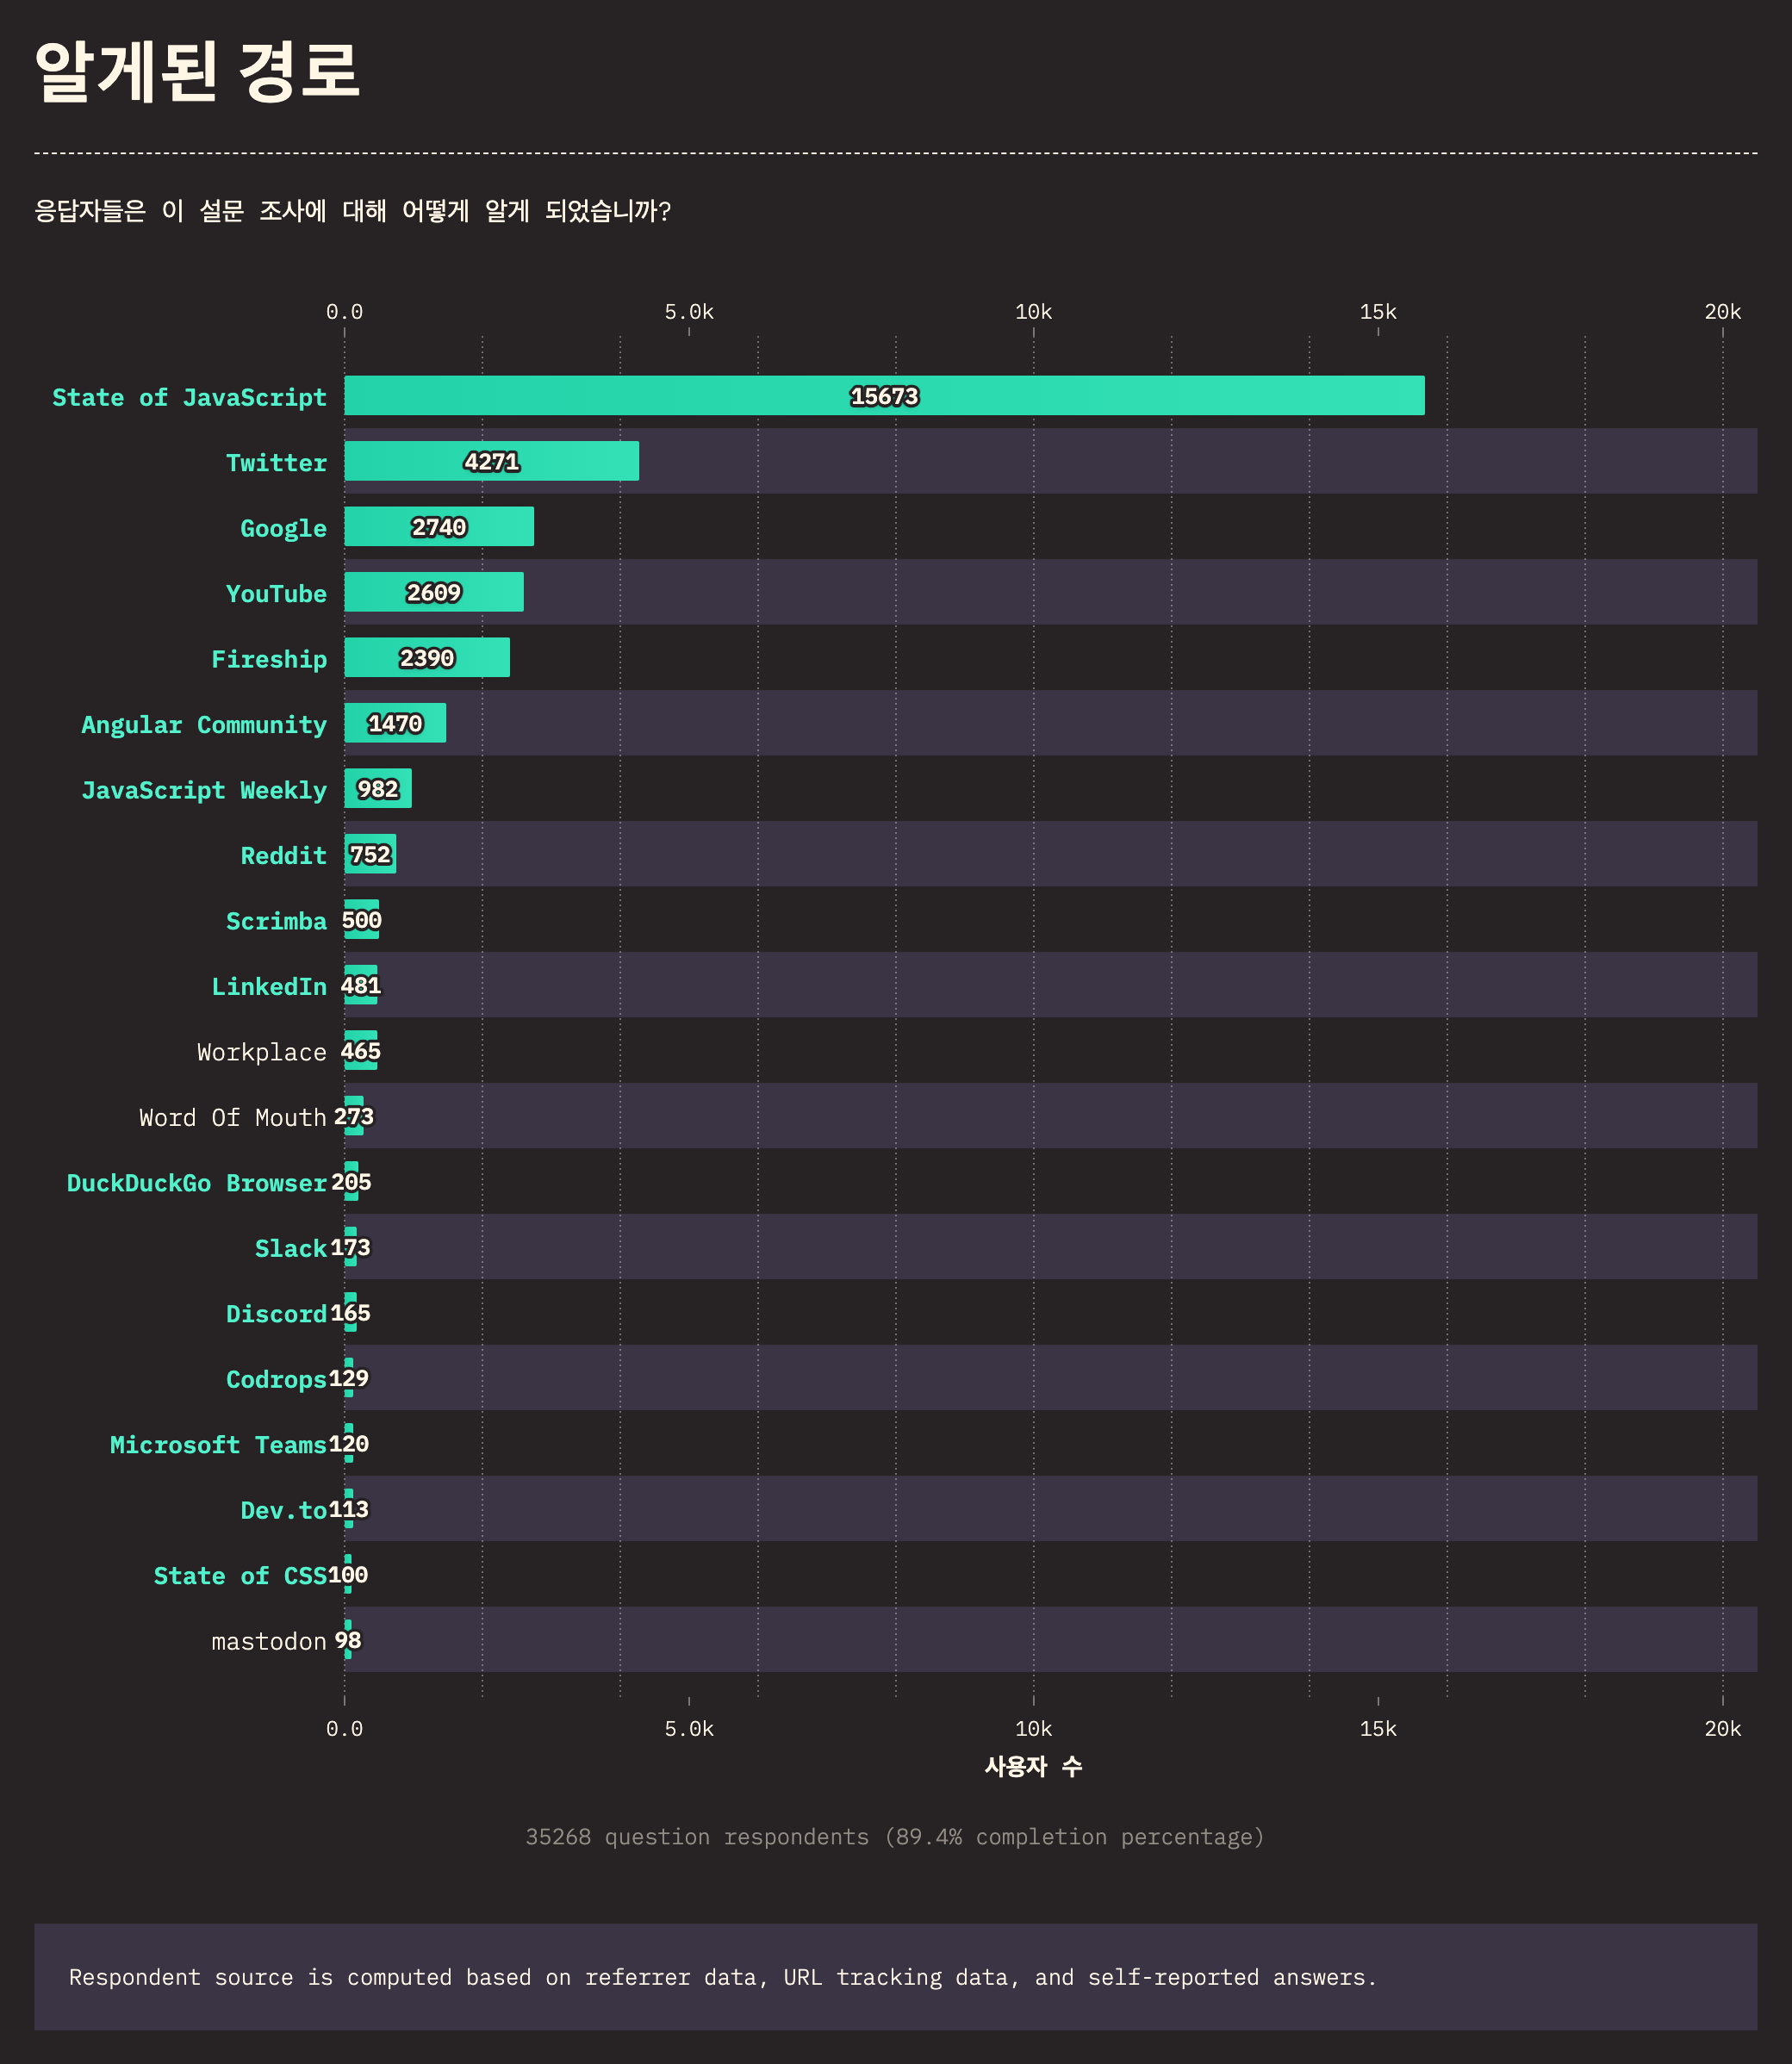 알게된 경로
응답자들은 이 설문 조사에 대해 어떻게 알게 되었습니까?
0.0 5.0k 10k 15k 20k
State of JavaScript 15673
Twitter 4271
Google 2740
YouTube 2609
Fireship 2390
Angular Community 1470
JavaScript Weekly 982
Reddit 752
Scrimba 500
LinkedIn 481
Workplace 465
Word Of Mouth 273
DuckDuckGo Browser 205
Slack 173
Discord 165
Codrops 129
Microsoft Teams 120
Dev.to 113
State of CSS 100
mastodon 98
0.0 5.0k 10k 15k 20k
사용자 수
35268 question respondents (89.4% completion percentage)
Respondent source is computed based on referrer data, URL tracking data, and self-reported answers.